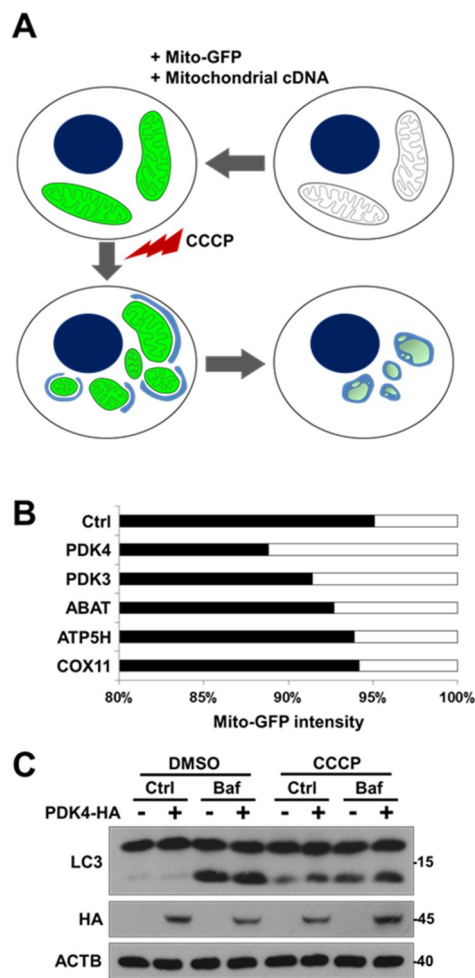 A
+ Mito-GFP
+ Mitochondrial cDNA
CCCP
B
Ctrl
PDK4
PDK3
ABAT
ATP5H
COX11
80% 85% 90% 95% 100%
Mito-GFP intensity
C
DMSO CCCP
Ctrl Baf Ctrl Baf
PDK4-HA - + - + - + - +
LC3 -15
HA -45
ACTB -40